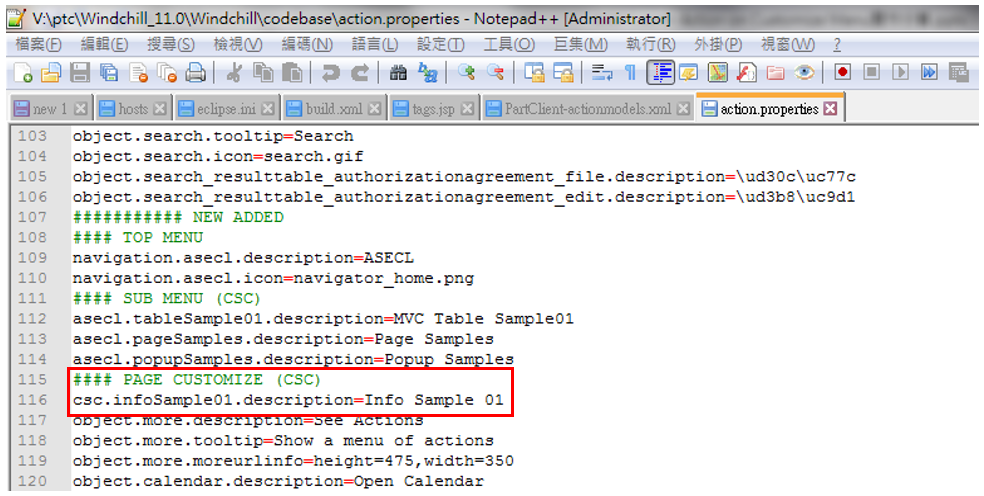 V:\ptc\Windchill_11.0\Windchill\codebase\action.properties - Notepad++ [Administrator]
檔案(F) 編輯(E) 搜尋(S) 檢視(V) 編碼(N) 語言(L) 設定(T) 工具(O) 巨集(M) 執行(R) 外掛(P) 視窗(W) ?
new 1 hosts eclipse.ini build.xml tags.jsp PartClient-actionmodels.xml action.properties
103 object.search.tooltip=Search
104 object.search.icon=search.gif
105 object.search_resulttable_authorizationagreement_file.description=\ud30c\uc77c
106 object.search_resulttable_authorizationagreement_edit.description=\ud3b8\uc9d1
107 ########### NEW ADDED
108 #### TOP MENU
109 navigation.asecl.description=ASECL
110 navigation.asecl.icon=navigator_home.png
111 #### SUB MENU (CSC)
112 asecl.tableSample01.description=MVC Table Sample01
113 asecl.pageSamples.description=Page Samples
114 asecl.popupSamples.description=Popup Samples
115 #### PAGE CUSTOMIZE (CSC)
116 csc.infoSample01.description=Info Sample 01
117 object.more.description=See Actions
118 object.more.tooltip=Show a menu of actions
119 object.more.moreurlinfo=height=475,width=350
120 object.calendar.description=Open Calendar